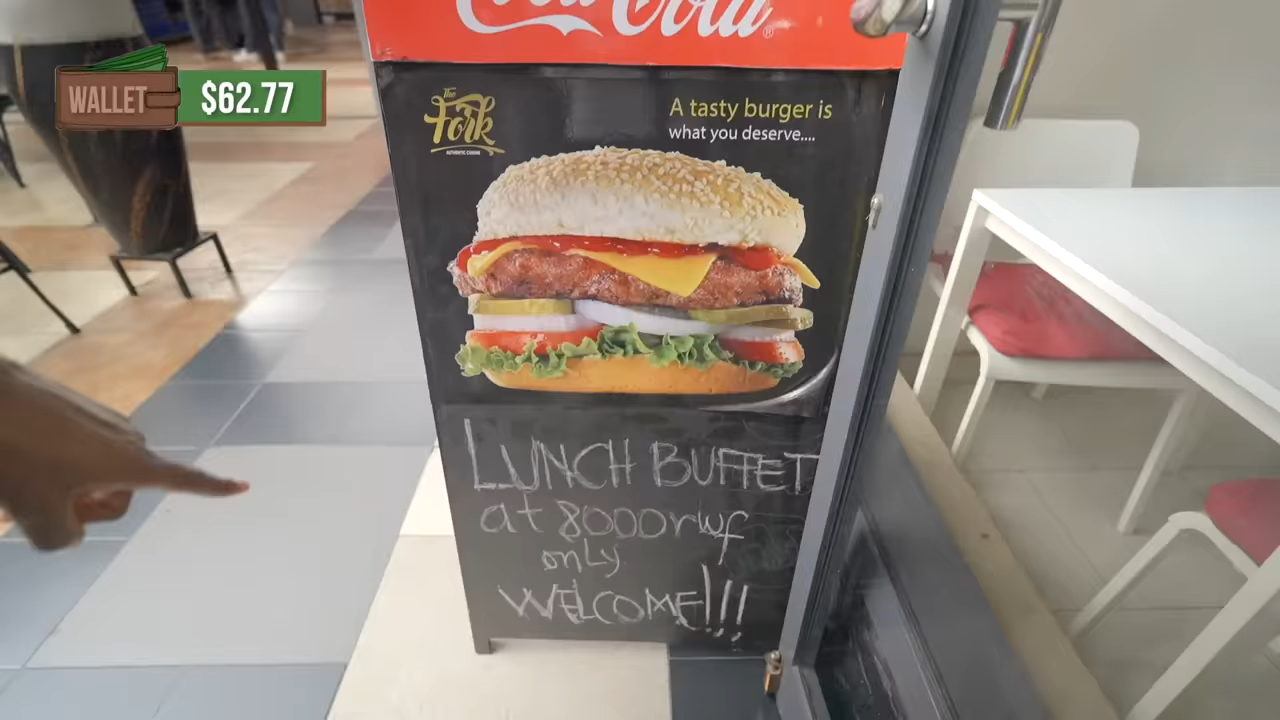 Coca-Cola®
WALLET $62.77
The Fork
AUTHENTIC CUISINE
A tasty burger is
what you deserve....
LUNCH BUFFET
at 8000rwf
only
WELCOME!!!